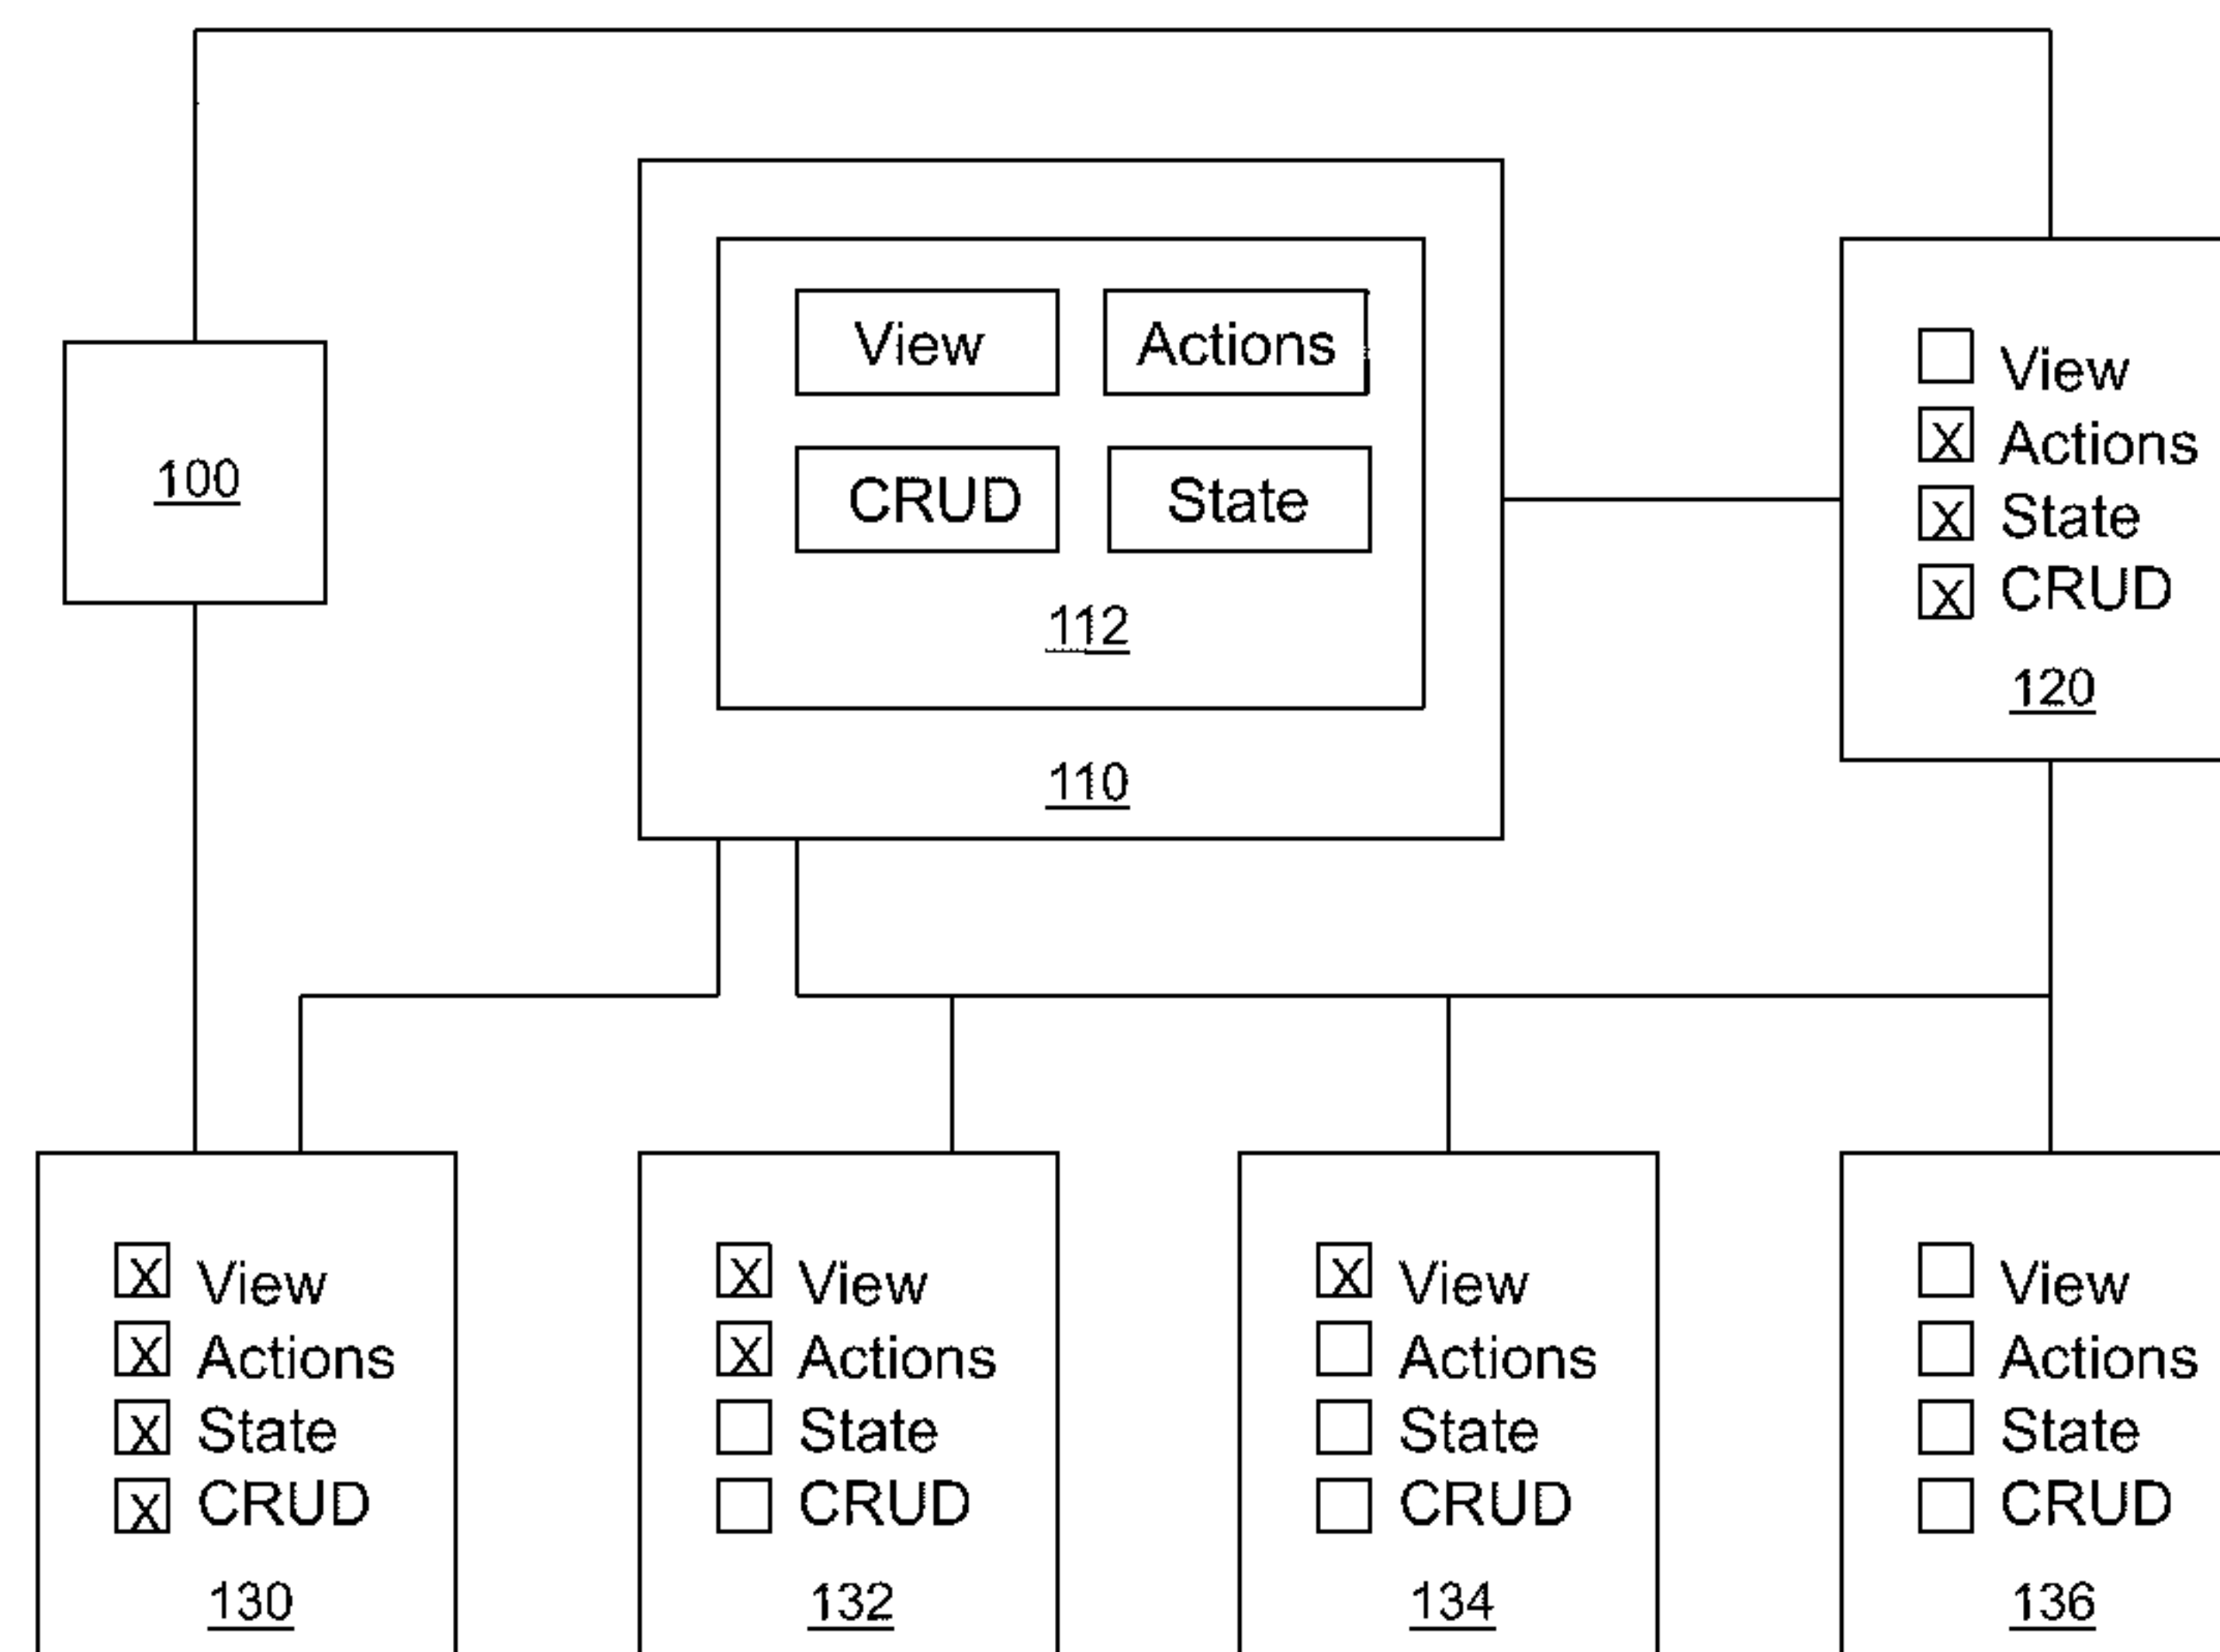 View Actions
CRUD State
112
110
100
View
X Actions
X State
X CRUD
120
X View
X Actions
X State
X CRUD
130
X View
X Actions
State
CRUD
132
X View
Actions
State
CRUD
134
View
Actions
State
CRUD
136